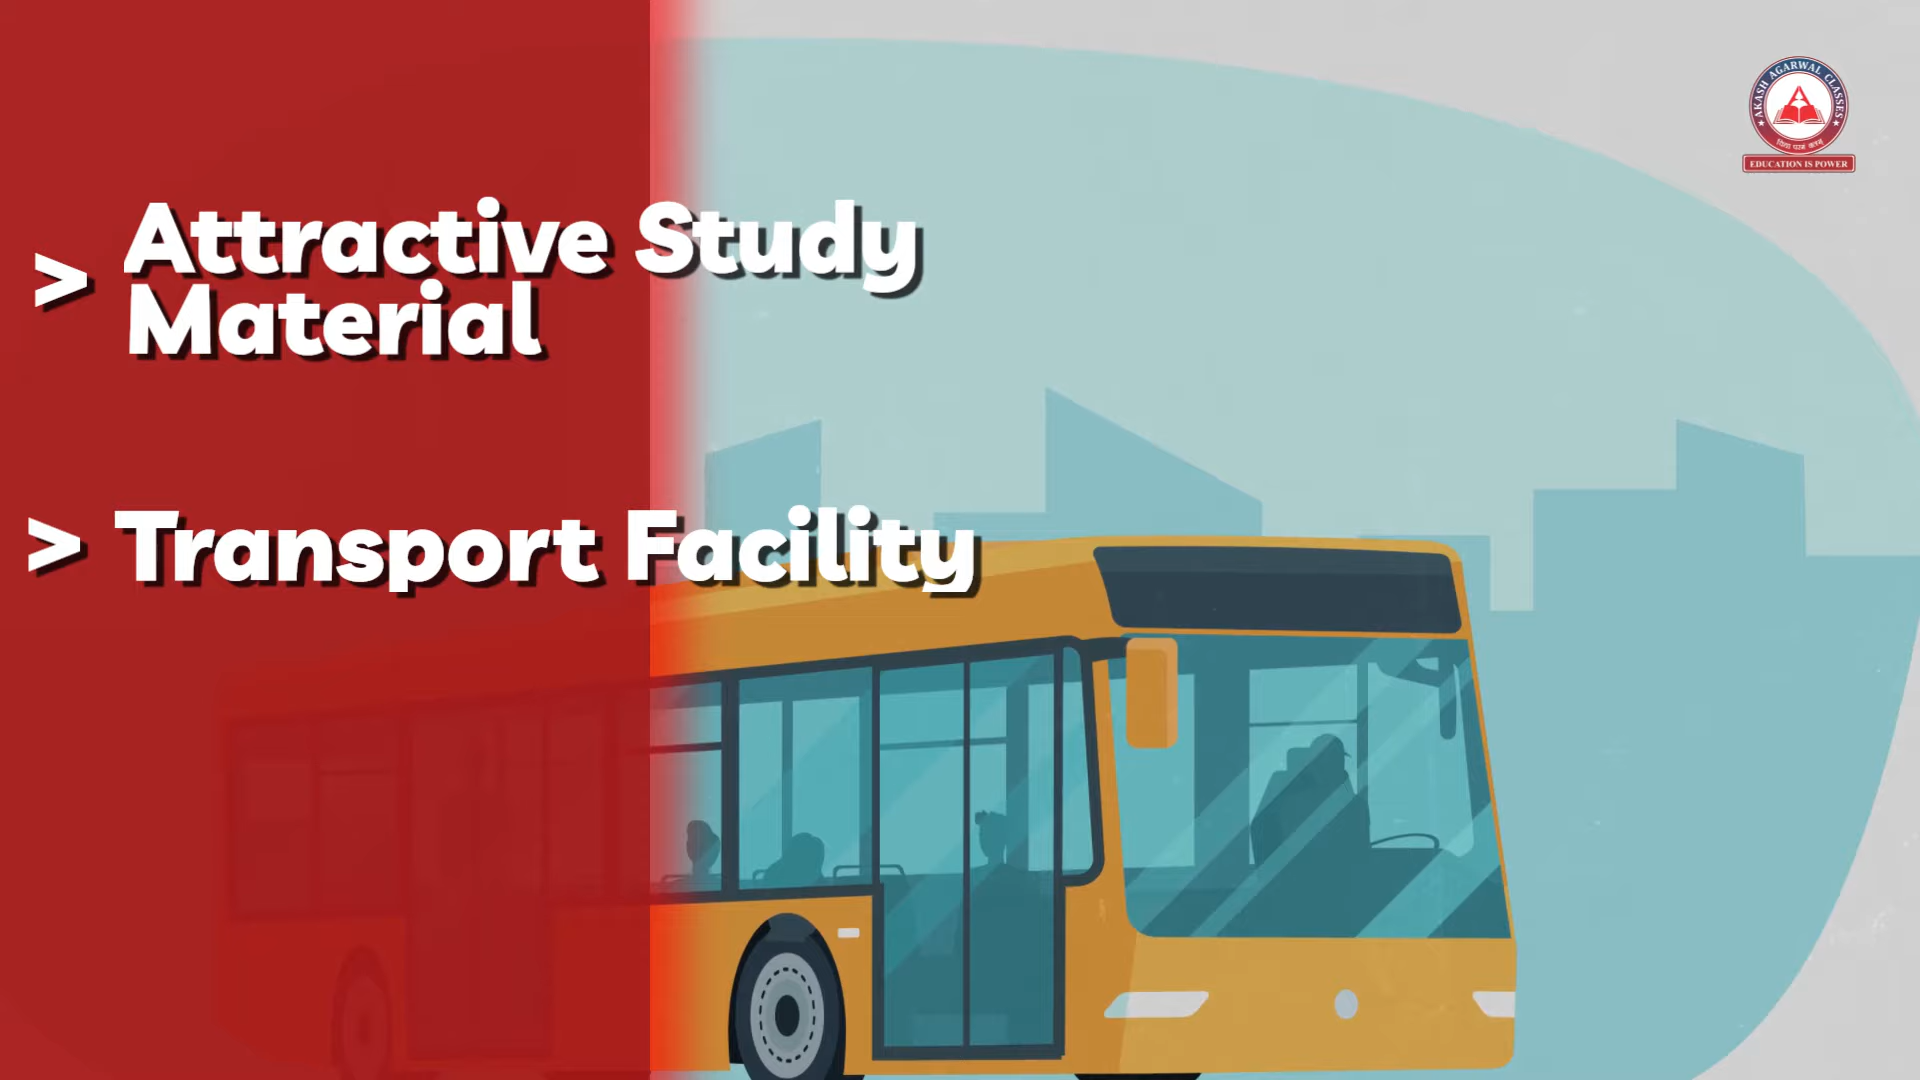 AKASH AGARWAL CLASSES
EDUCATION IS POWER
> Attractive Study
Material
> Transport Facility